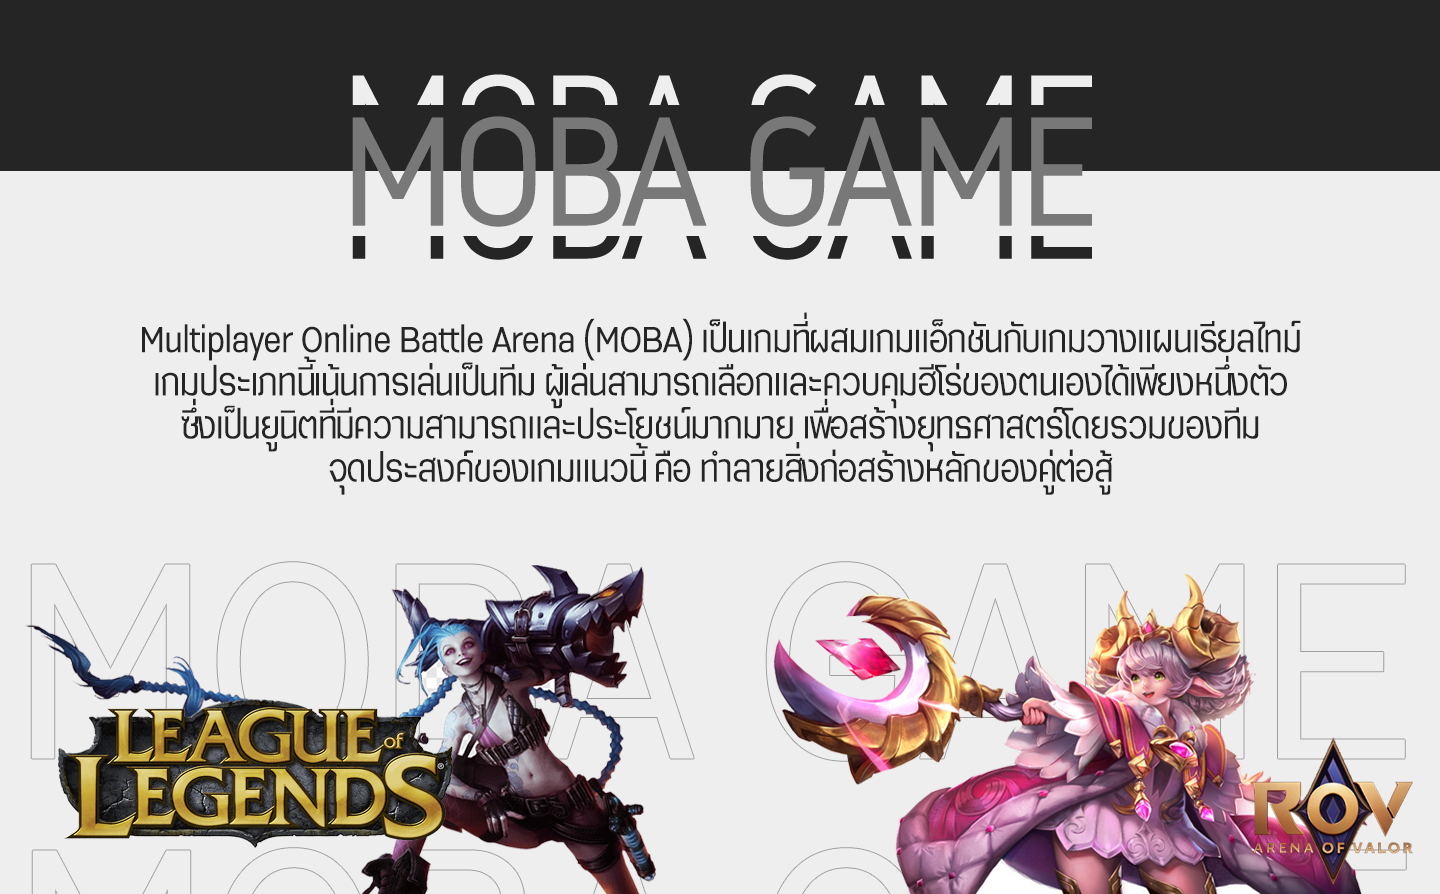 MOBA GAME
MOBA GAME
MOBA GAME
Multiplayer Online Battle Arena (MOBA) เป็นเกมที่ผสมเกมแอ็กชันกับเกมวางแผนเรียลไทม์
เกมประเภทนี้เน้นการเล่นเป็นทีม ผู้เล่นสามารถเลือกและควบคุมฮีโร่ของตนเองได้เพียงหนึ่งตัว
ซึ่งเป็นยูนิตที่มีความสามารถและประโยชน์มากมาย เพื่อสร้างยุทธศาสตร์โดยรวมของทีม
จุดประสงค์ของเกมแนวนี้ คือ ทำลายสิ่งก่อสร้างหลักของคู่ต่อสู้
MOBA GAME
LEAGUE of
LEGENDS
ROV
ARENA OF VALOR